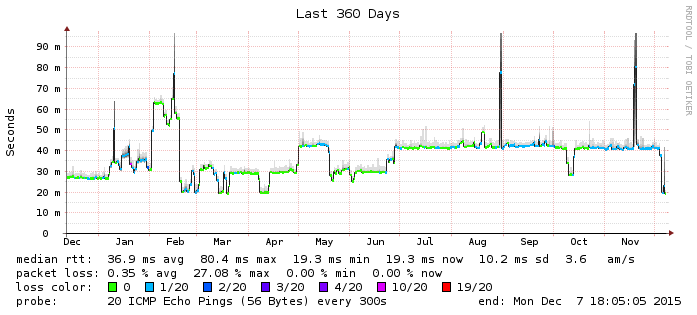 Last 360 Days
RRDTOOL / TOBI OETIKER
Seconds
90 m
80 m
70 m
60 m
50 m
40 m
30 m
20 m
10 m
0
Dec Jan Feb Mar Apr May Jun Jul Aug Sep Oct Nov
median rtt: 36.9 ms avg 80.4 ms max 19.3 ms min 19.3 ms now 10.2 ms sd 3.6 am/s
packet loss: 0.35 % avg 27.08 % max 0.00 % min 0.00 % now
loss color: 0 1/20 2/20 3/20 4/20 10/20 19/20
probe: 20 ICMP Echo Pings (56 Bytes) every 300s end: Mon Dec 7 18:05:05 2015